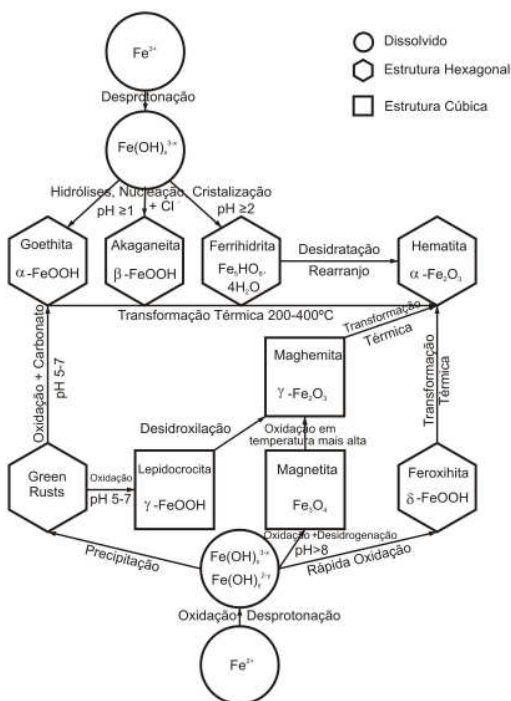 Dissolvido
Estrutura Hexagonal
Estrutura Cúbica
Fe³⁺
Desprotonação
Fe(OH)ₓ³⁻ˣ
Hidrólises, Nucleação, Cristalização
pH ≥1
+ Cl⁻
pH ≥2
Goethita
α-FeOOH
Akaganeita
β-FeOOH
Ferrihidrita
Fe₅HO₈.
4H₂O
Desidratação
Rearranjo
Hematita
α-Fe₂O₃
Transformação Térmica 200-400ºC
Oxidação + Carbonato
pH 5-7
Transformação
Térmica
Maghemita
γ-Fe₂O₃
Transformação
Térmica
Desidroxilação
Oxidação em
temperatura mais alta
Green
Rusts
Oxidação
pH 5-7
Lepidocrocita
γ-FeOOH
Magnetita
Fe₃O₄
Feroxihita
δ-FeOOH
Precipitação
Fe(OH)ₓ³⁻ˣ
Fe(OH)ᵧ²⁻ʸ
Oxidação +Desidrogenação
pH>8
Rápida Oxidação
Oxidação
Desprotonação
Fe²⁺